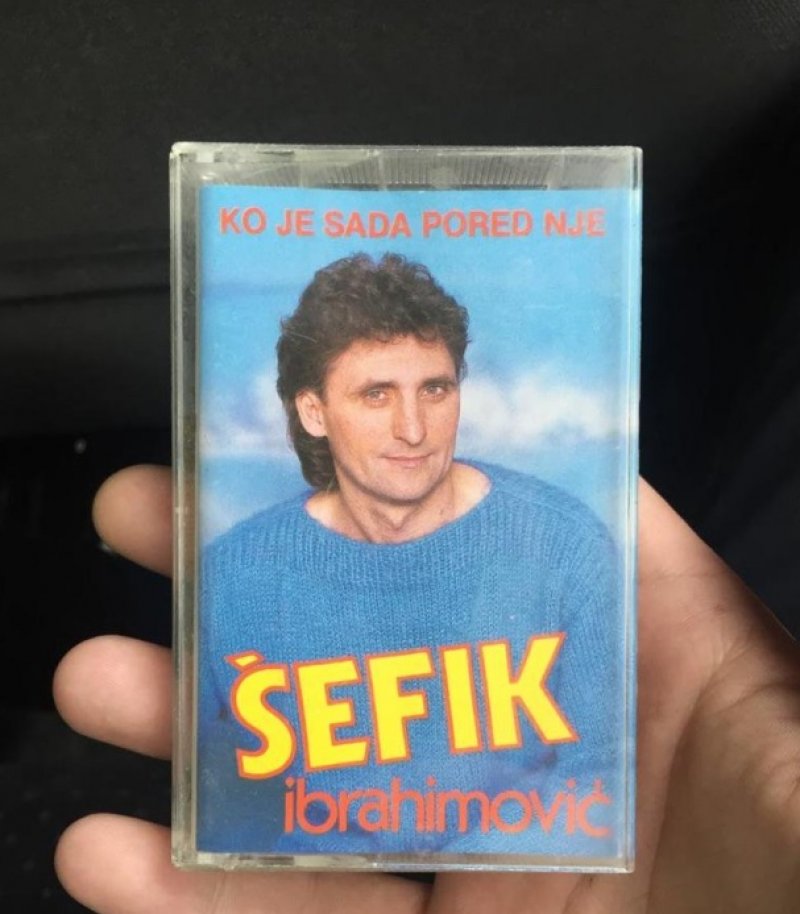 KO JE SADA PORED NJE
ŠEFIK
ibrahimović